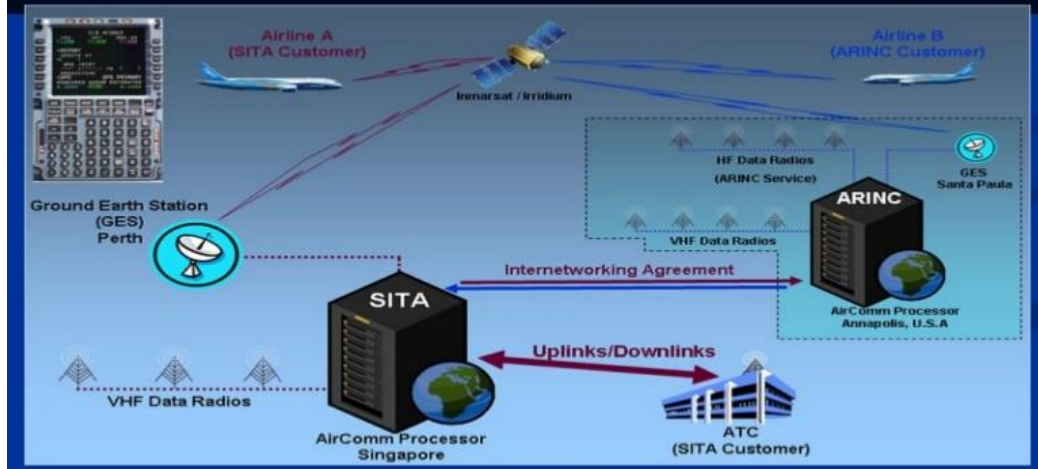 Airline A
(SITA Customer)
Airline B
(ARINC Customer)
Inmarsat / Irridium
HF Data Radios
(ARINC Service)
GES
Santa Paula
ARINC
Ground Earth Station
(GES)
Perth
VHF Data Radios
Internetworking Agreement
SITA
AirComm Processor
Annapolis, U.S.A
Uplinks/Downlinks
VHF Data Radios
ATC
(SITA Customer)
AirComm Processor
Singapore